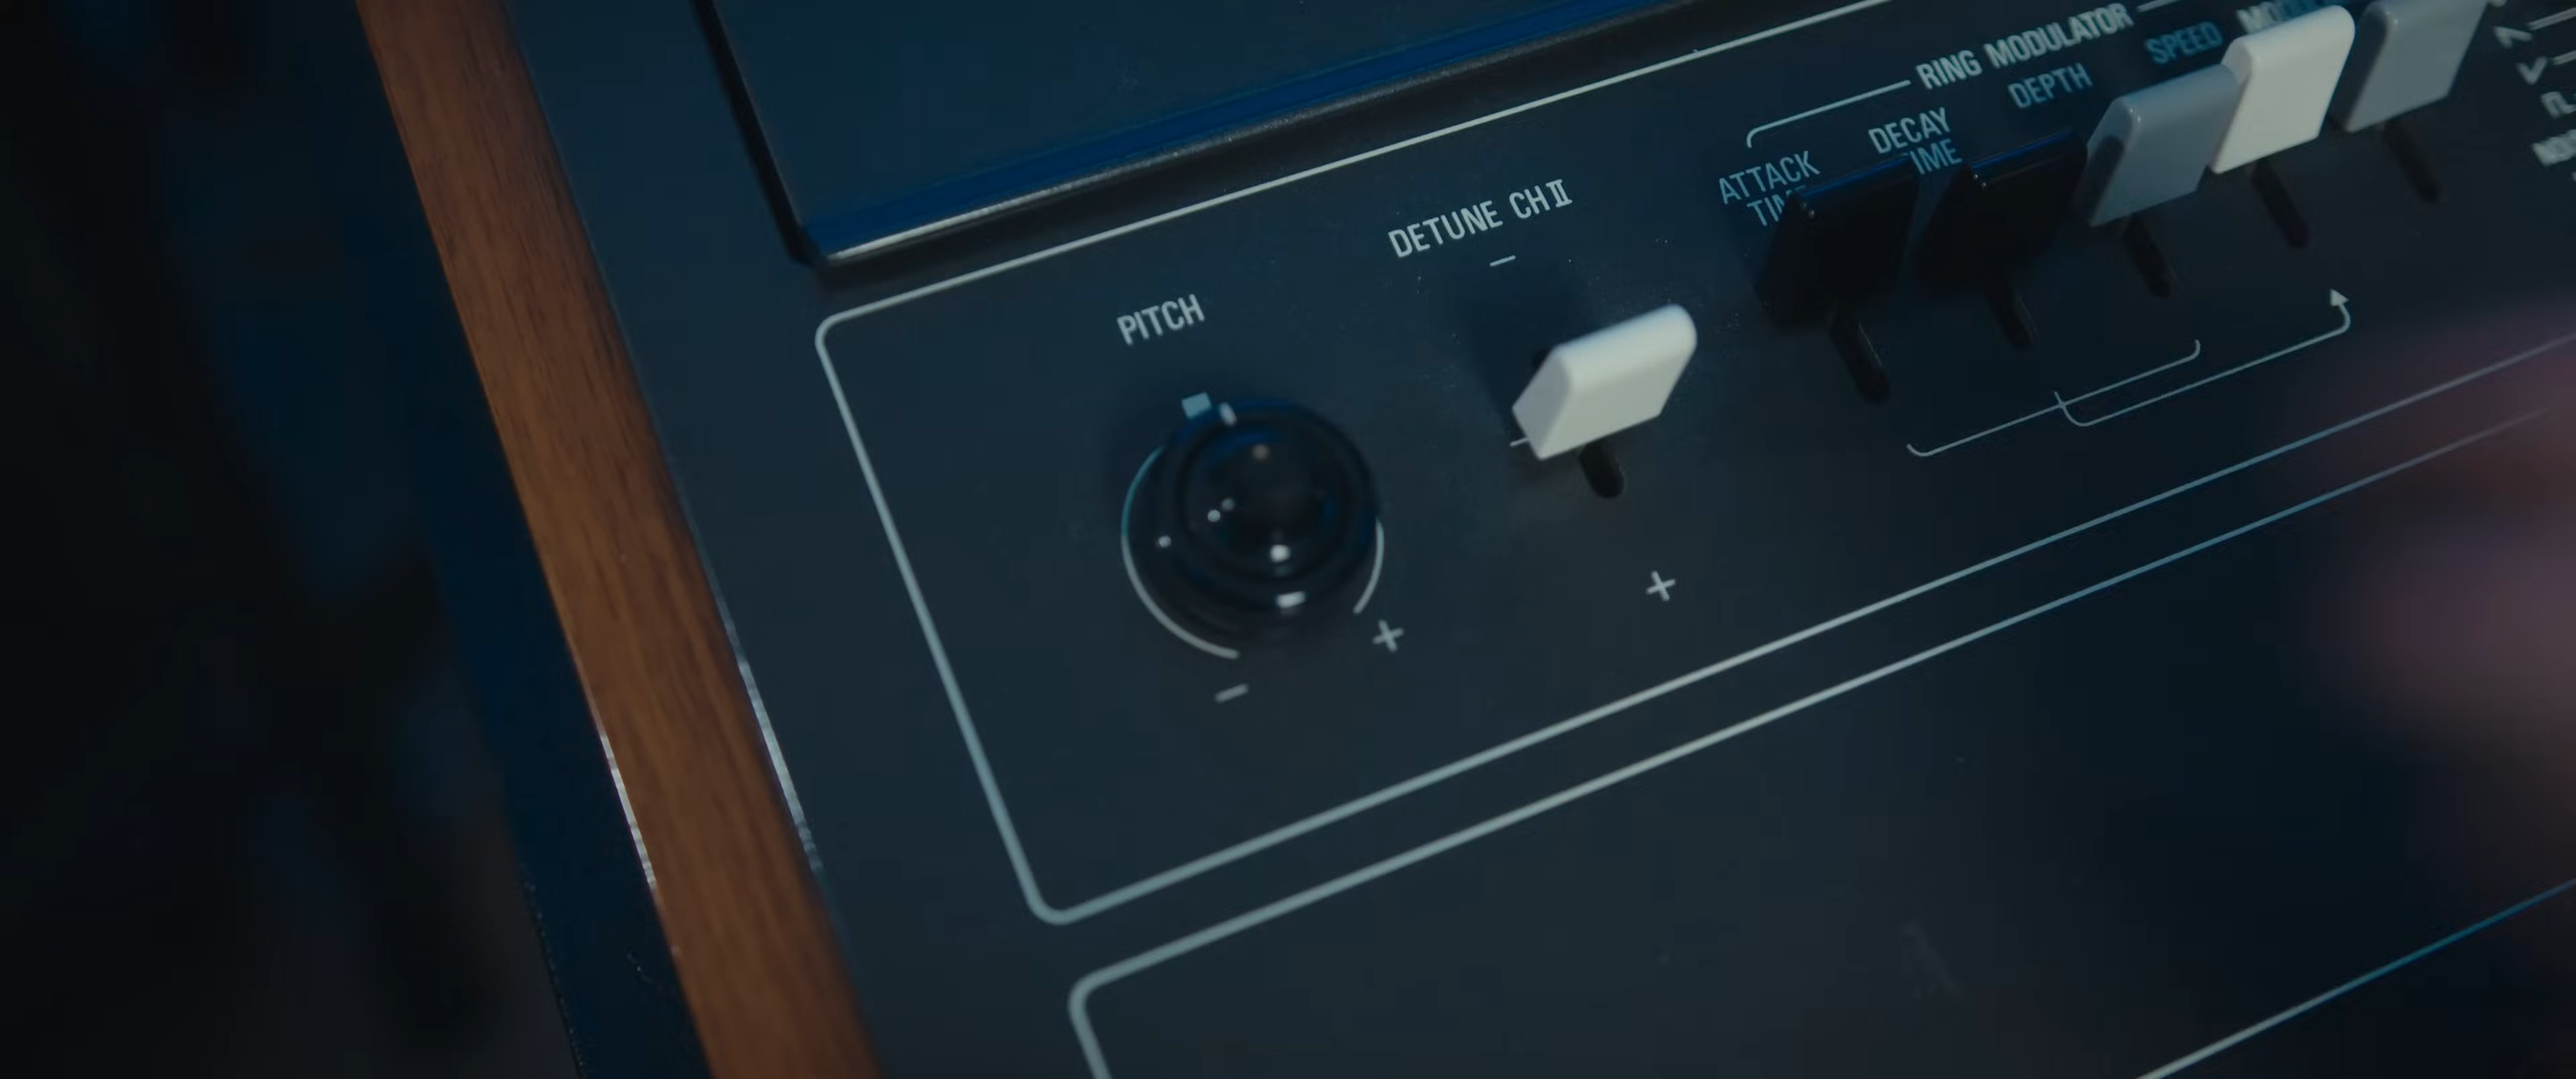 RING MODULATOR
SPEED
DEPTH
DECAY
ATTACK
DETUNE CH II
−
PITCH
+
+
−